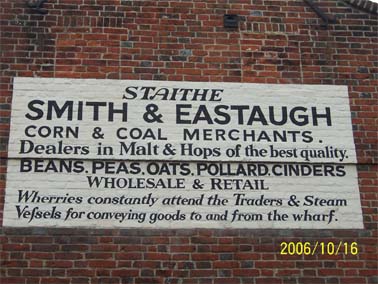 STAITHE
SMITH & EASTAUGH
CORN & COAL MERCHANTS.
Dealers in Malt & Hops of the best quality.
BEANS. PEAS. OATS. POLLARD. CINDERS
WHOLESALE & RETAIL
Wherries constantly attend the Traders & Steam
Veſsels for conveying goods to and from the wharf.
2006/10/16